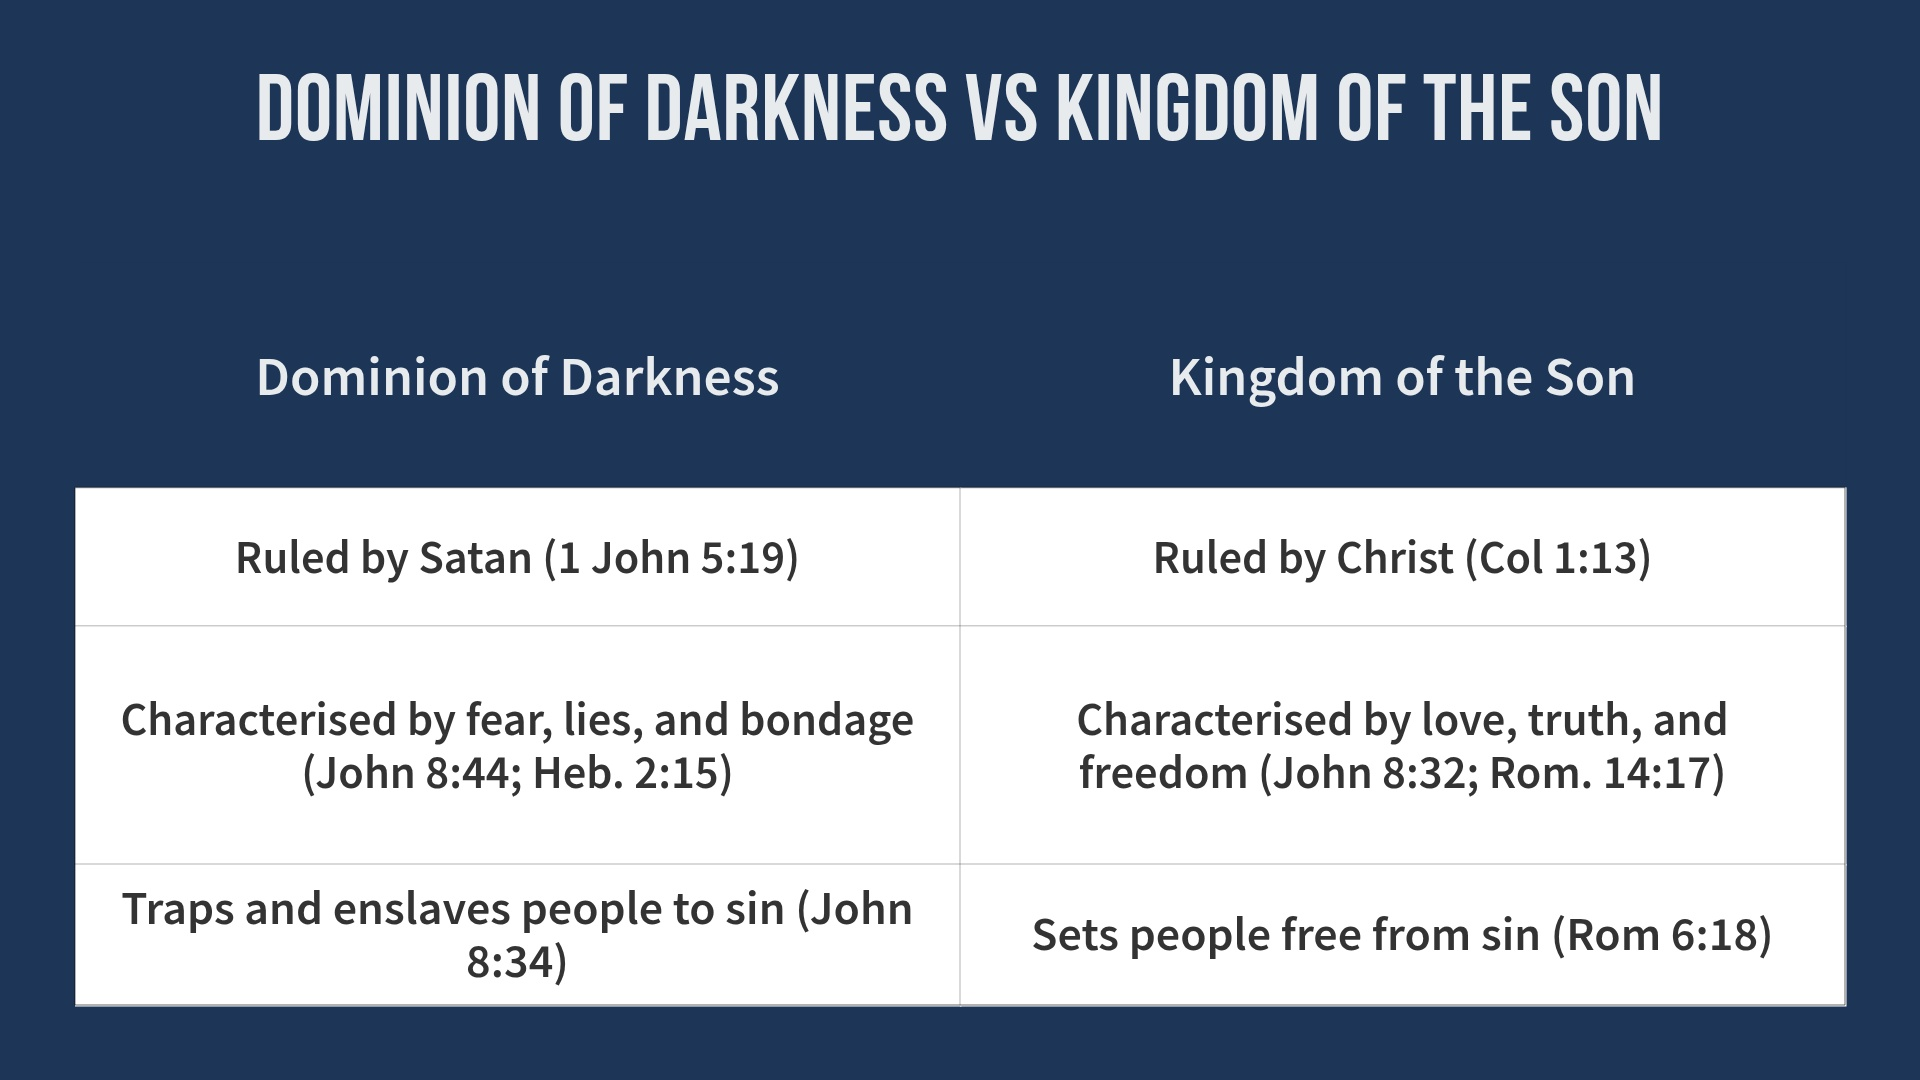 DOMINION OF DARKNESS VS KINGDOM OF THE SON
Dominion of Darkness
Kingdom of the Son
Ruled by Satan (1 John 5:19)
Ruled by Christ (Col 1:13)
Characterised by fear, lies, and bondage
(John 8:44; Heb. 2:15)
Characterised by love, truth, and
freedom (John 8:32; Rom. 14:17)
Traps and enslaves people to sin (John
8:34)
Sets people free from sin (Rom 6:18)